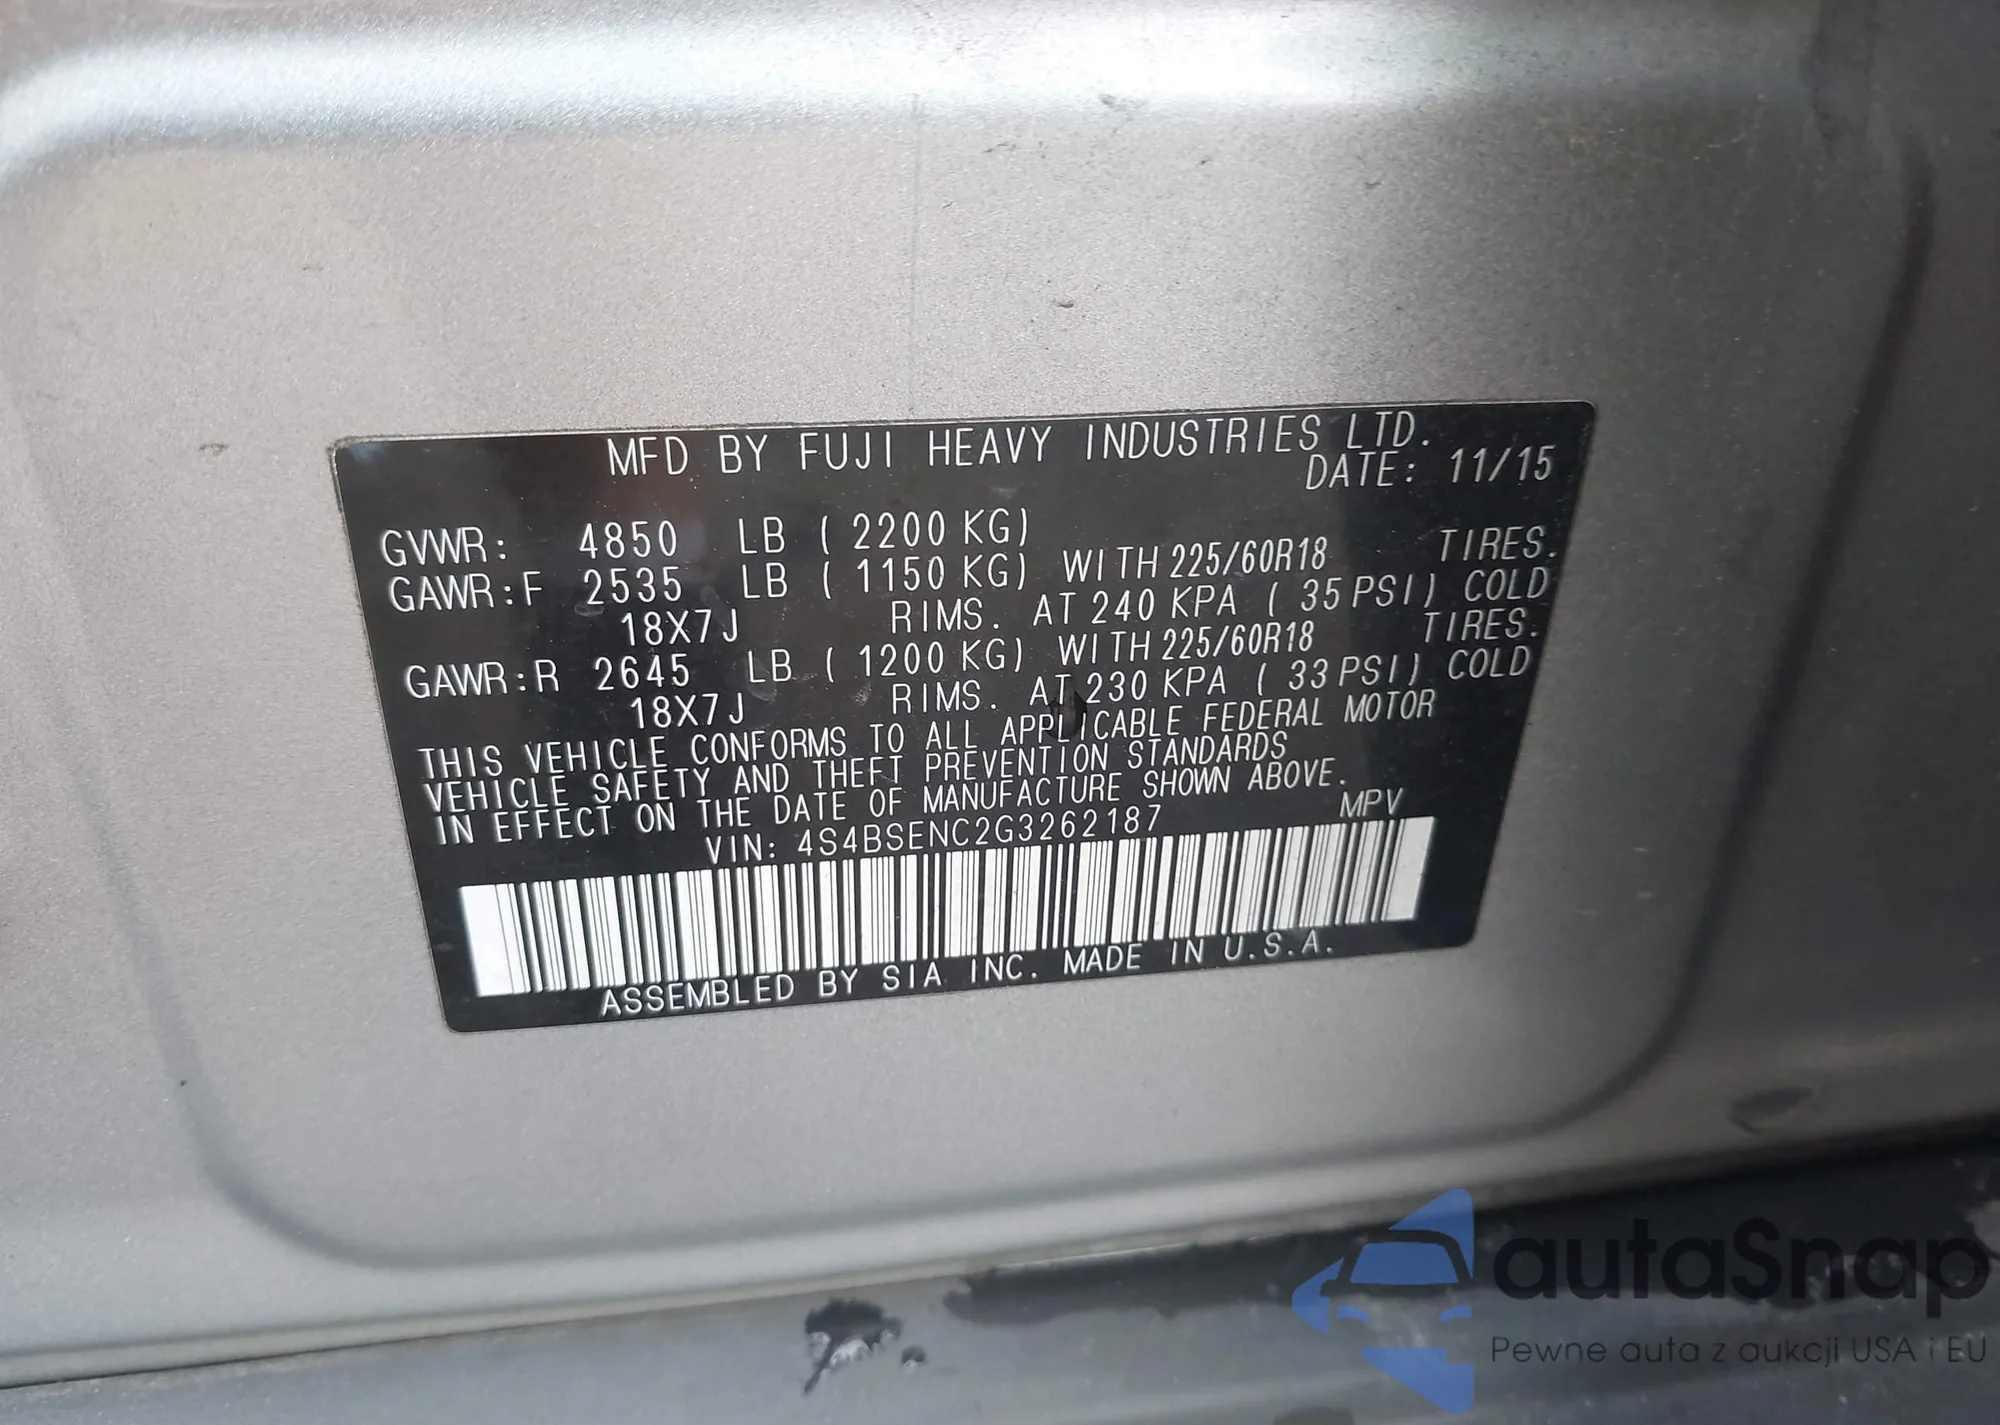 MFD BY FUJI HEAVY INDUSTRIES LTD.
DATE: 11/15
GVWR: 4850 LB ( 2200 KG)
GAWR:F 2535 LB ( 1150 KG) WITH 225/60R18 TIRES.
18X7J RIMS. AT 240 KPA ( 35 PSI) COLD
GAWR:R 2645 LB ( 1200 KG) WITH 225/60R18 TIRES.
18X7J RIMS. AT 230 KPA ( 33 PSI) COLD
THIS VEHICLE CONFORMS TO ALL APPLICABLE FEDERAL MOTOR
VEHICLE SAFETY AND THEFT PREVENTION STANDARDS
IN EFFECT ON THE DATE OF MANUFACTURE SHOWN ABOVE.
VIN: 4S4BSENC2G3262187 MPV
ASSEMBLED BY SIA INC. MADE IN U.S.A.
autaSnap
Pewne auta z aukcji USA i EU